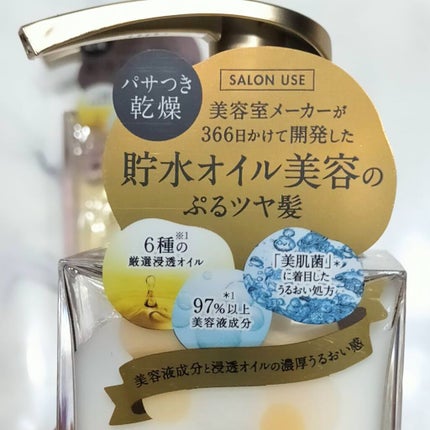 パサつき
乾燥
SALON USE
美容室メーカーが
366日かけて開発した
貯水オイル美容の
ぷるツヤ髪
6種の※1
厳選浸透オイル
*1
97%以上
美容液成分
「美肌菌」*
に着目した
うるおい処方
美容液成分と浸透オイルの濃厚うるおい感